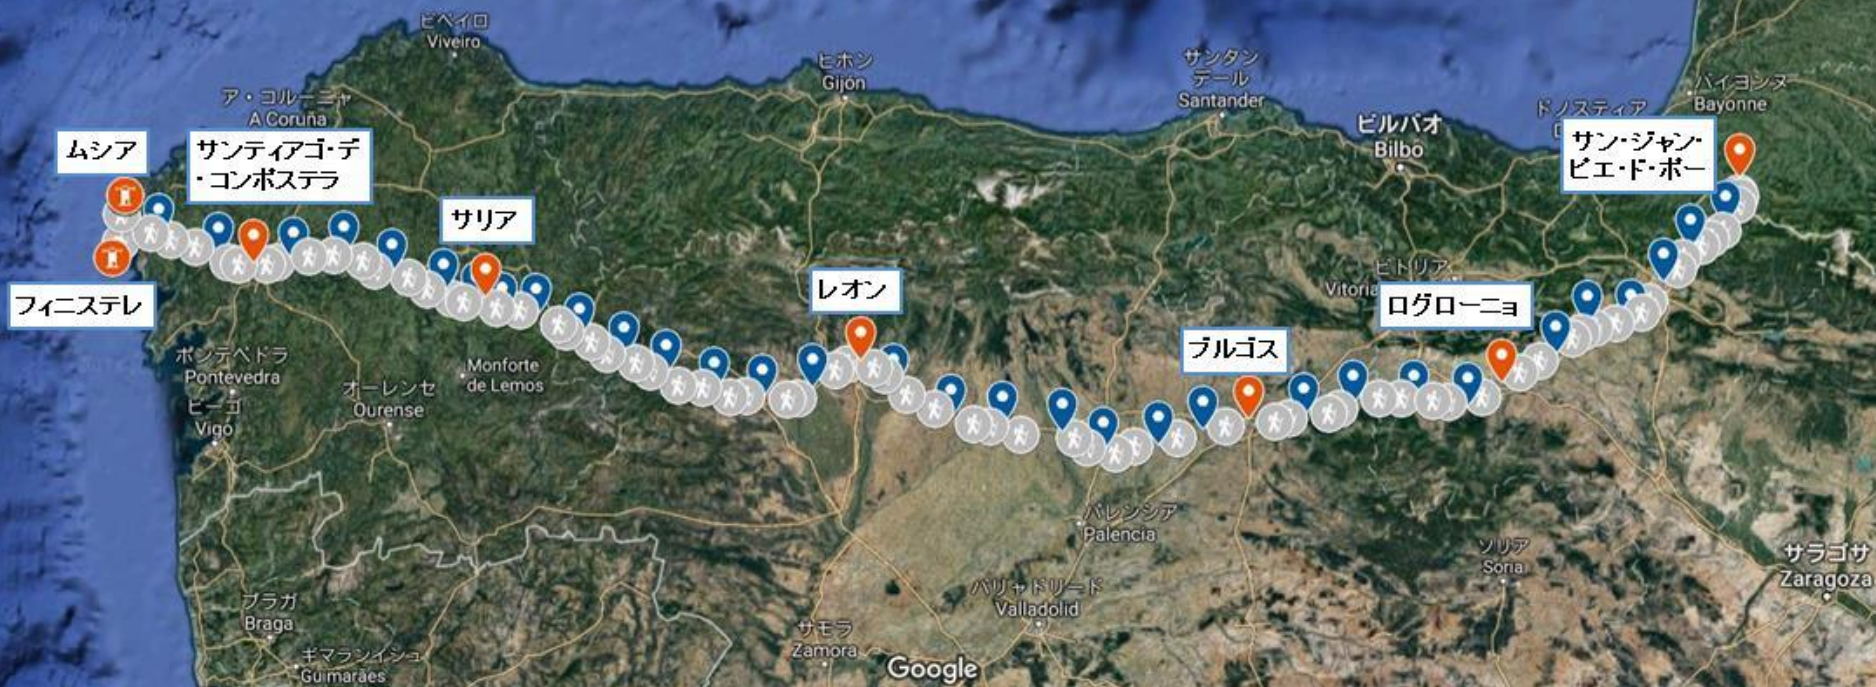 ビベイロ
Viveiro
ヒホン
Gijón
サンタン
デール
Santander
ア・コルーニャ
A Coruña
ビルバオ
Bilbo
ドノスティア
バイヨンヌ
Bayonne
ムシア
サンティアゴ・デ
・コンポステラ
サリア
サン・ジャン・
ピエ・ド・ポー
フィニステレ
レオン
ビトリア
Vitoria
ログローニョ
ブルゴス
ポンテベドラ
Pontevedra
Monforte
de Lemos
オーレンセ
Ourense
ビーゴ
Vigo
パレンシア
Palencia
ソリア
Soria
サラゴサ
Zaragoza
バリャドリード
Valladolid
ブラガ
Braga
サモラ
Zamora
ギマランイシュ
Guimarães
Google